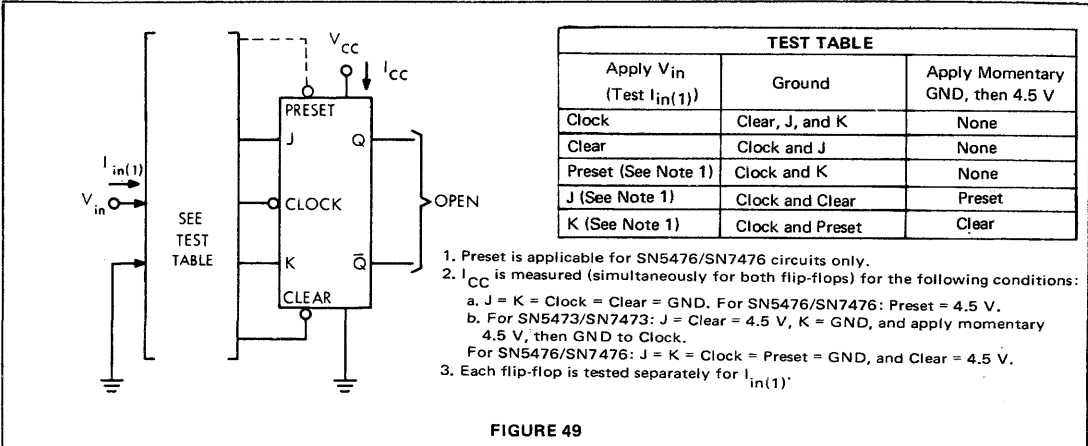 V_CC
I_CC
PRESET
J
Q
I_in(1)
V_in
CLOCK
OPEN
SEE
TEST
TABLE
K
Q̅
CLEAR
TEST TABLE
Apply V_in
(Test I_in(1))
Ground
Apply Momentary
GND, then 4.5 V
Clock
Clear, J, and K
None
Clear
Clock and J
None
Preset (See Note 1)
Clock and K
None
J (See Note 1)
Clock and Clear
Preset
K (See Note 1)
Clock and Preset
Clear
1. Preset is applicable for SN5476/SN7476 circuits only.
2. I_CC is measured (simultaneously for both flip-flops) for the following conditions:
a. J = K = Clock = Clear = GND. For SN5476/SN7476: Preset = 4.5 V.
b. For SN5473/SN7473: J = Clear = 4.5 V, K = GND, and apply momentary
4.5 V, then GND to Clock.
For SN5476/SN7476: J = K = Clock = Preset = GND, and Clear = 4.5 V.
3. Each flip-flop is tested separately for I_in(1).
FIGURE 49